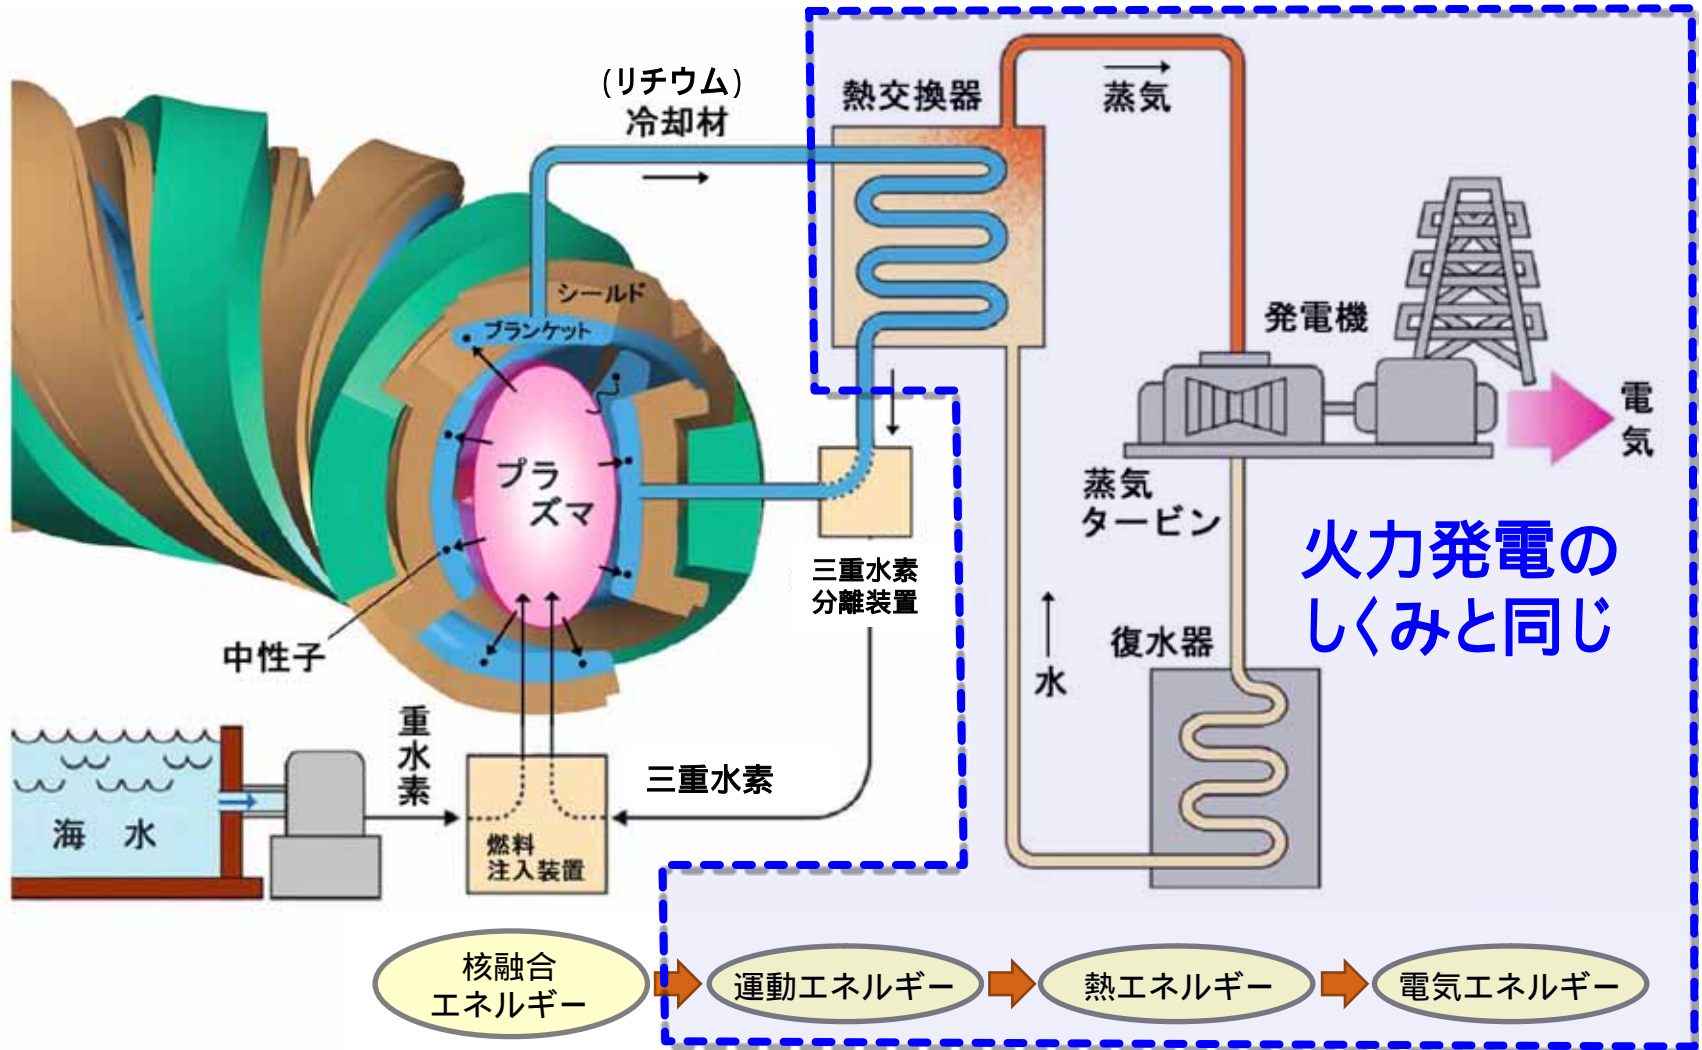 (リチウム)
冷却材
熱交換器
蒸気
シールド
ブランケット
発電機
電
気
プラ
ズマ
蒸気
タービン
火力発電の
しくみと同じ
三重水素
分離装置
中性子
復水器
水
重
水
素
三重水素
海 水
燃料
注入装置
核融合
エネルギー
運動エネルギー
熱エネルギー
電気エネルギー